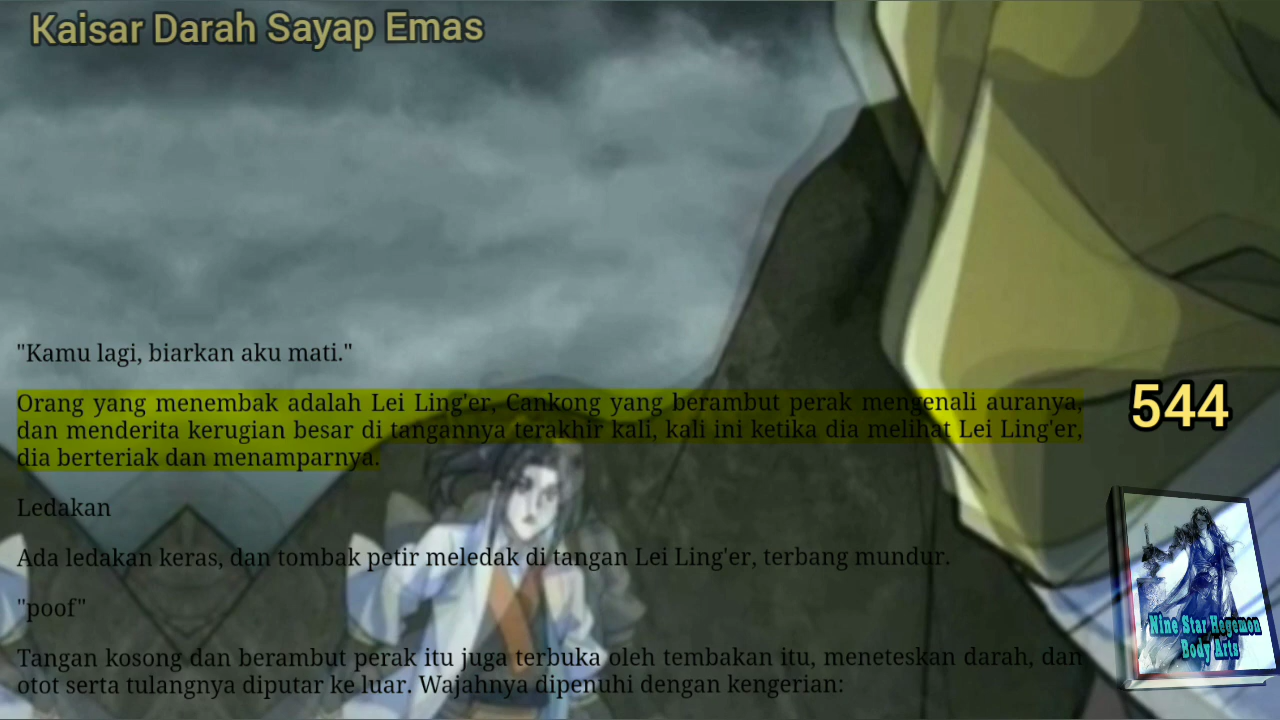 Kaisar Darah Sayap Emas
"Kamu lagi, biarkan aku mati."
Orang yang menembak adalah Lei Ling'er, Cankong yang berambut perak mengenali auranya,
dan menderita kerugian besar di tangannya terakhir kali, kali ini ketika dia melihat Lei Ling'er,
dia berteriak dan menamparnya.
544
Ledakan
Ada ledakan keras, dan tombak petir meledak di tangan Lei Ling'er, terbang mundur.
"poof"
Tangan kosong dan berambut perak itu juga terbuka oleh tembakan itu, meneteskan darah, dan
otot serta tulangnya diputar ke luar. Wajahnya dipenuhi dengan kengerian:
Nine Star Hegemon
Body Arts